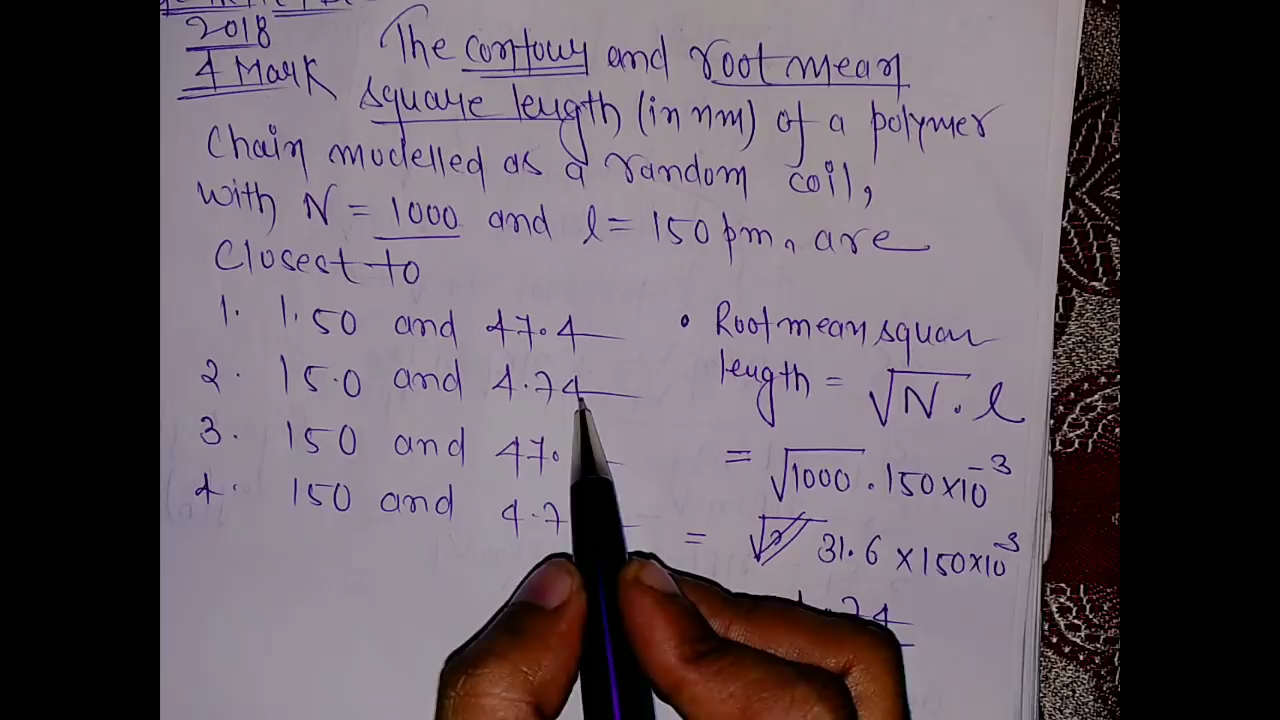 2018
4 Mark
The contour and root mean
square length (in nm) of a polymer
Chain modelled as a random coil,
with N = 1000 and l = 150 pm, are
Closest to
1. 1.50 and 47.4
2. 15.0 and 4.74
3. 150 and 47.
4. 150 and 4.7
• Root mean squar
length = √N . l
= √1000 . 150×10⁻³
= 31.6 ×150×10⁻³